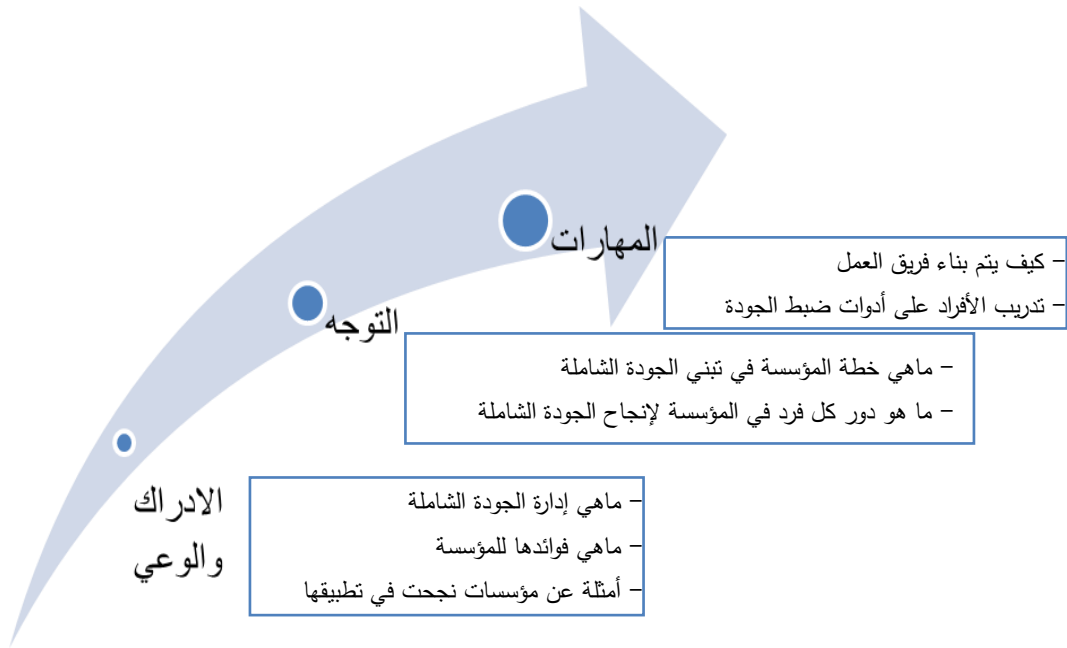 المهارات
– كيف يتم بناء فريق العمل
– تدريب الأفراد على أدوات ضبط الجودة
التوجه
– ماهي خطة المؤسسة في تبني الجودة الشاملة
– ما هو دور كل فرد في المؤسسة لإنجاح الجودة الشاملة
الادراك
والوعي
– ماهي إدارة الجودة الشاملة
– ماهي فوائدها للمؤسسة
– أمثلة عن مؤسسات نجحت في تطبيقها